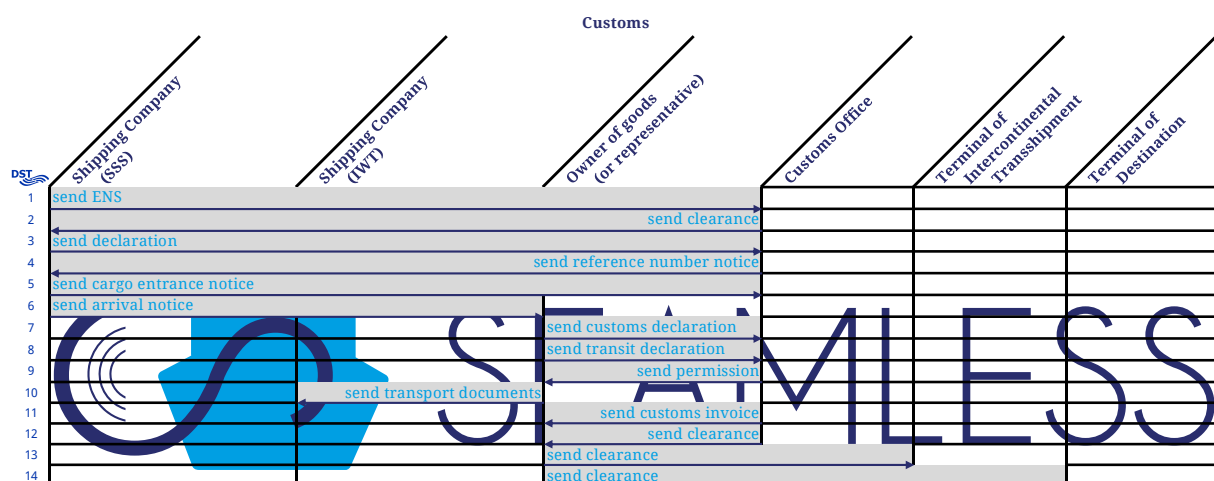 Customs
Shipping Company
(SSS)
Shipping Company
(IWT)
Owner of goods
(or representative)
Customs Office
Terminal of
Intercontinental
Transshipment
Terminal of
Destination
DST
1 send ENS
2 send clearance
3 send declaration
4 send reference number notice
5 send cargo entrance notice
6 send arrival notice
7 send customs declaration
8 send transit declaration
9 send permission
10 send transport documents
11 send customs invoice
12 send clearance
13 send clearance
14 send clearance
SEAMLESS